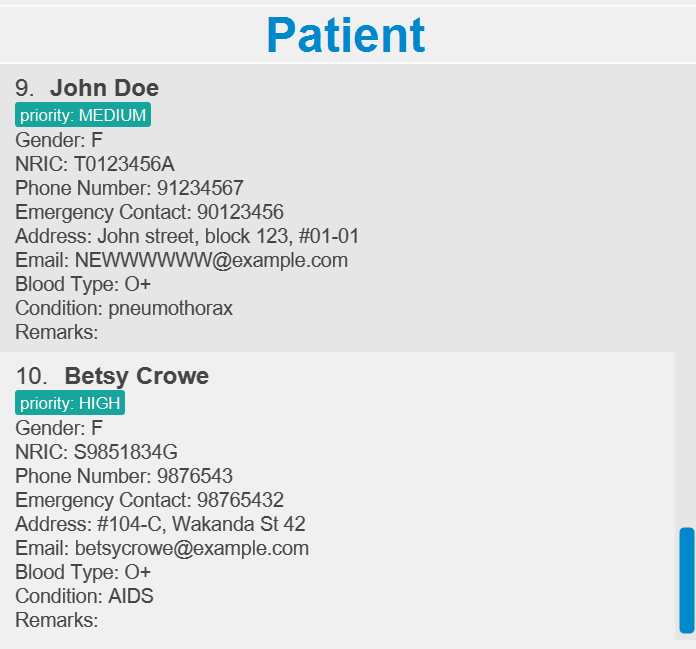 Patient
9. John Doe
priority: MEDIUM
Gender: F
NRIC: T0123456A
Phone Number: 91234567
Emergency Contact: 90123456
Address: John street, block 123, #01-01
Email: NEWWWWWW@example.com
Blood Type: O+
Condition: pneumothorax
Remarks:
10. Betsy Crowe
priority: HIGH
Gender: F
NRIC: S9851834G
Phone Number: 9876543
Emergency Contact: 98765432
Address: #104-C, Wakanda St 42
Email: betsycrowe@example.com
Blood Type: O+
Condition: AIDS
Remarks: